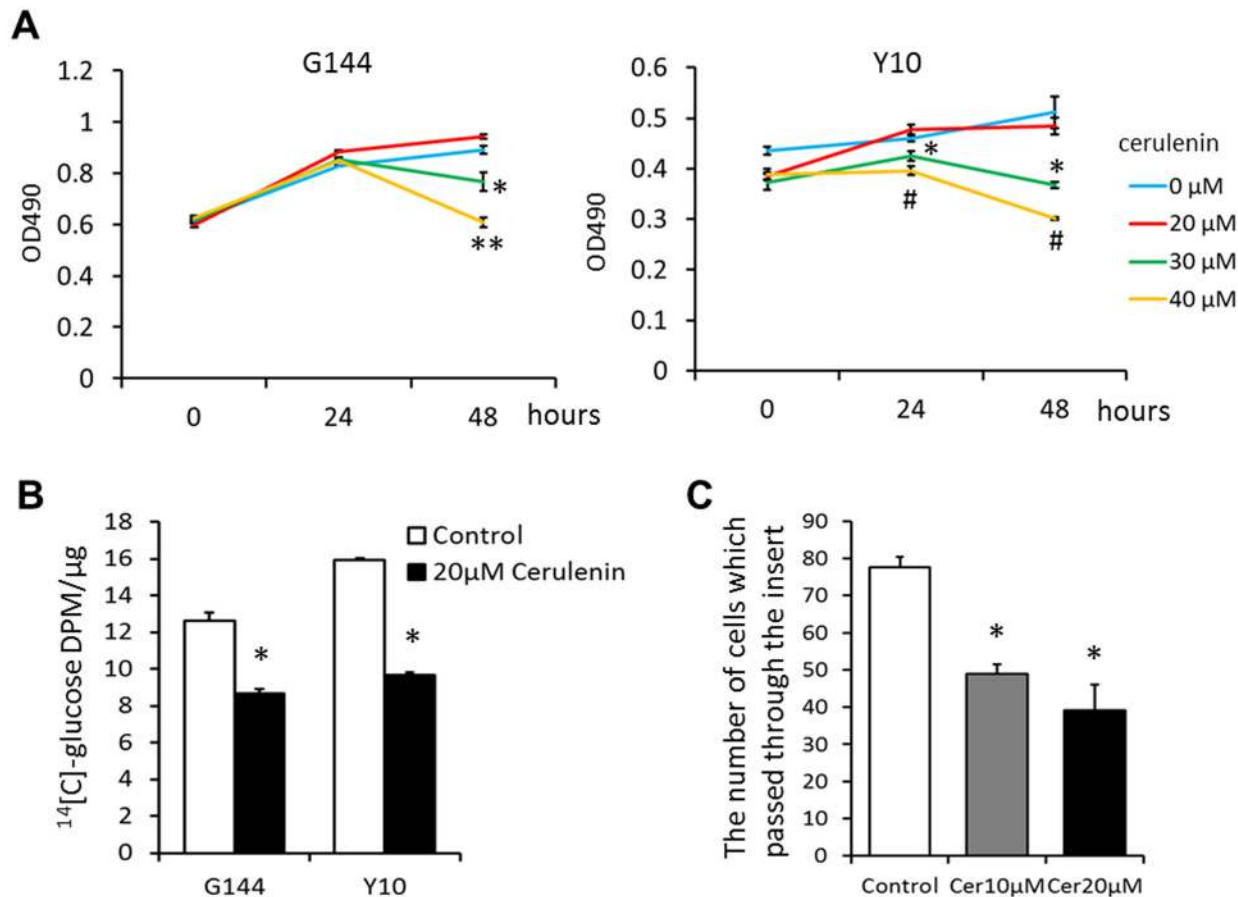 A
G144
1.2
1
0.8
0.6
0.4
0.2
0
OD490
0 24 48 hours
*
**
Y10
0.6
0.5
0.4
0.3
0.2
0.1
0
OD490
0 24 48 hours
*
#
*
#
cerulenin
0 µM
20 µM
30 µM
40 µM
B
18
16
14
12
10
8
6
4
2
0
¹⁴[C]-glucose DPM/µg
Control
20µM Cerulenin
*
*
G144 Y10
C
90
80
70
60
50
40
30
20
10
0
The number of cells which
passed through the insert
*
*
Control Cer10µM Cer20µM